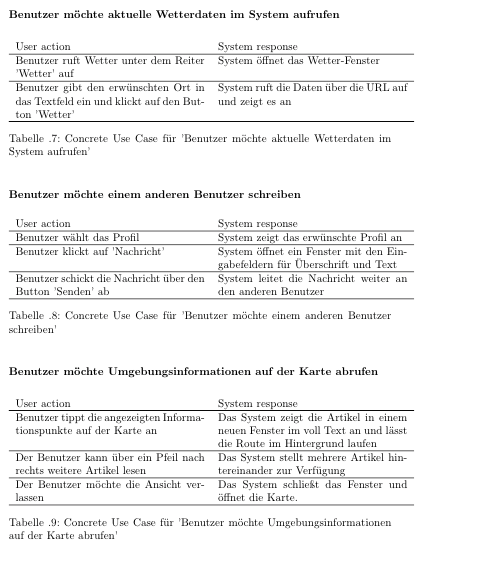 Benutzer möchte aktuelle Wetterdaten im System aufrufen
User action System response
Benutzer ruft Wetter unter dem Reiter System öffnet das Wetter-Fenster
'Wetter' auf
Benutzer gibt den erwünschten Ort in System ruft die Daten über die URL auf
das Textfeld ein und klickt auf den But- und zeigt es an
ton 'Wetter'
Tabelle .7: Concrete Use Case für 'Benutzer möchte aktuelle Wetterdaten im
System aufrufen'
Benutzer möchte einem anderen Benutzer schreiben
User action System response
Benutzer wählt das Profil System zeigt das erwünschte Profil an
Benutzer klickt auf 'Nachricht' System öffnet ein Fenster mit den Ein-
gabefeldern für Überschrift und Text
Benutzer schickt die Nachricht über den System leitet die Nachricht weiter an
Button 'Senden' ab den anderen Benutzer
Tabelle .8: Concrete Use Case für 'Benutzer möchte einem anderen Benutzer
schreiben'
Benutzer möchte Umgebungsinformationen auf der Karte abrufen
User action System response
Benutzer tippt die angezeigten Informa- Das System zeigt die Artikel in einem
tionspunkte auf der Karte an neuen Fenster im voll Text an und lässt
die Route im Hintergrund laufen
Der Benutzer kann über ein Pfeil nach Das System stellt mehrere Artikel hin-
rechts weitere Artikel lesen tereinander zur Verfügung
Der Benutzer möchte die Ansicht ver- Das System schließt das Fenster und
lassen öffnet die Karte.
Tabelle .9: Concrete Use Case für 'Benutzer möchte Umgebungsinformationen
auf der Karte abrufen'